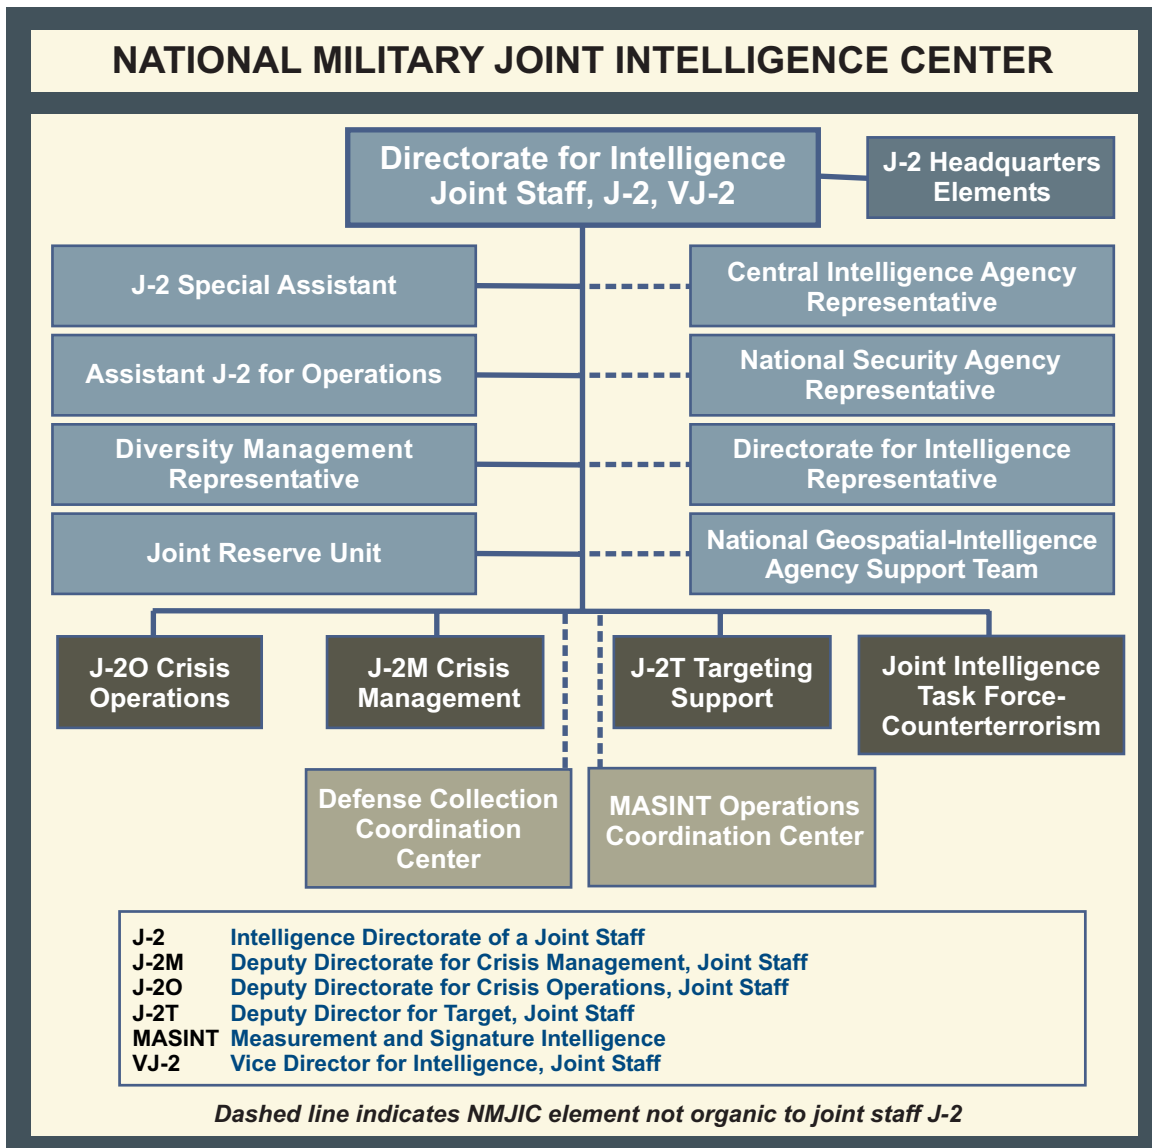 NATIONAL MILITARY JOINT INTELLIGENCE CENTER
Directorate for Intelligence
Joint Staff, J-2, VJ-2
J-2 Headquarters
Elements
J-2 Special Assistant
Central Intelligence Agency
Representative
Assistant J-2 for Operations
National Security Agency
Representative
Diversity Management
Representative
Directorate for Intelligence
Representative
Joint Reserve Unit
National Geospatial-Intelligence
Agency Support Team
J-2O Crisis
Operations
J-2M Crisis
Management
J-2T Targeting
Support
Joint Intelligence
Task Force-
Counterterrorism
Defense Collection
Coordination
Center
MASINT Operations
Coordination Center
J-2 Intelligence Directorate of a Joint Staff
J-2M Deputy Directorate for Crisis Management, Joint Staff
J-2O Deputy Directorate for Crisis Operations, Joint Staff
J-2T Deputy Director for Target, Joint Staff
MASINT Measurement and Signature Intelligence
VJ-2 Vice Director for Intelligence, Joint Staff
Dashed line indicates NMJIC element not organic to joint staff J-2